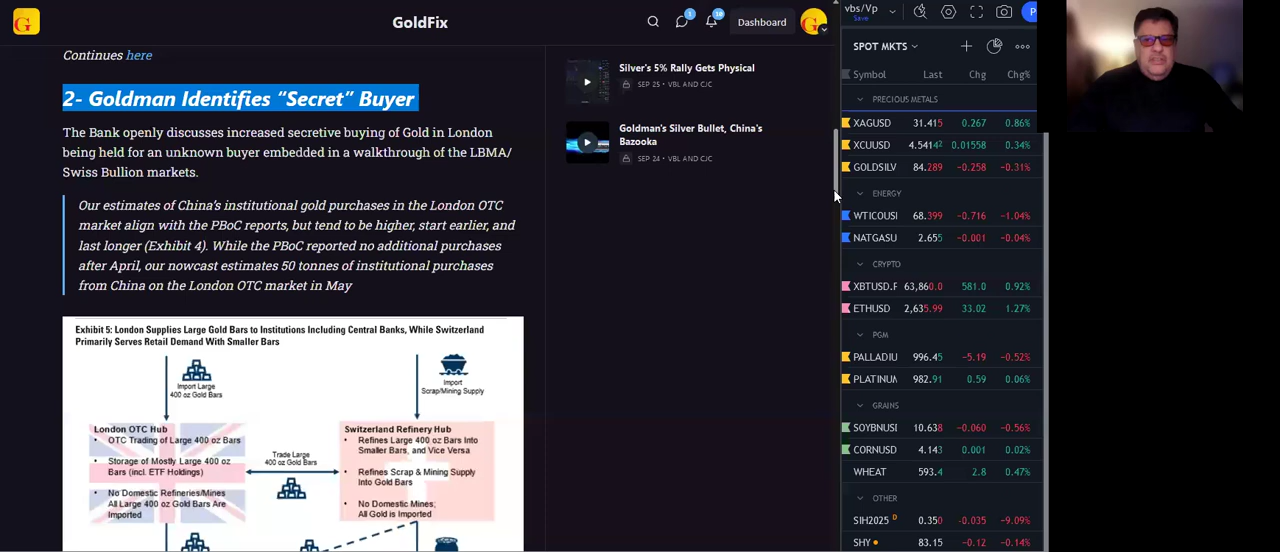 G
GoldFix
1
10
Dashboard
G
Continues here
2- Goldman Identifies “Secret” Buyer
The Bank openly discusses increased secretive buying of Gold in London
being held for an unknown buyer embedded in a walkthrough of the LBMA/
Swiss Bullion markets.
Our estimates of China's institutional gold purchases in the London OTC
market align with the PBoC reports, but tend to be higher, start earlier, and
last longer (Exhibit 4). While the PBoC reported no additional purchases
after April, our nowcast estimates 50 tonnes of institutional purchases
from China on the London OTC market in May
Exhibit 5: London Supplies Large Gold Bars to Institutions Including Central Banks, While Switzerland
Primarily Serves Retail Demand With Smaller Bars
Import Large
400 oz Gold Bars
Import
Scrap/Mining Supply
London OTC Hub
• OTC Trading of Large 400 oz Bars
• Storage of Mostly Large 400 oz
Bars (incl. ETF Holdings)
• No Domestic Refineries/Mines
All Large 400 oz Gold Bars Are
Imported
Trade Large
400 oz Gold Bars
Switzerland Refinery Hub
• Refines Large 400 oz Bars Into
Smaller Bars, and Vice Versa
• Refines Scrap & Mining Supply
Into Gold Bars
• No Domestic Mines;
All Gold is Imported
Silver's 5% Rally Gets Physical
SEP 25 • VBL AND CJC
Goldman's Silver Bullet, China's
Bazooka
SEP 24 • VBL AND CJC
vbs/Vp
Save
P
SPOT MKTS
Symbol Last Chg Chg%
PRECIOUS METALS
XAGUSD 31.415 0.267 0.86%
XCUUSD 4.54142 0.01558 0.34%
GOLDSILV 84.289 −0.258 −0.31%
ENERGY
WTICOUSI 68.399 −0.716 −1.04%
NATGASU 2.655 −0.001 −0.04%
CRYPTO
XBTUSD.F 63,860.0 581.0 0.92%
ETHUSD 2,635.99 33.02 1.27%
PGM
PALLADIU 996.45 −5.19 −0.52%
PLATINUM 982.91 0.59 0.06%
GRAINS
SOYBNUSI 10.638 −0.060 −0.56%
CORNUSD 4.143 0.001 0.02%
WHEAT 593.4 2.8 0.47%
OTHER
SIH2025 D 0.350 −0.035 −9.09%
SHY 83.15 −0.12 −0.14%